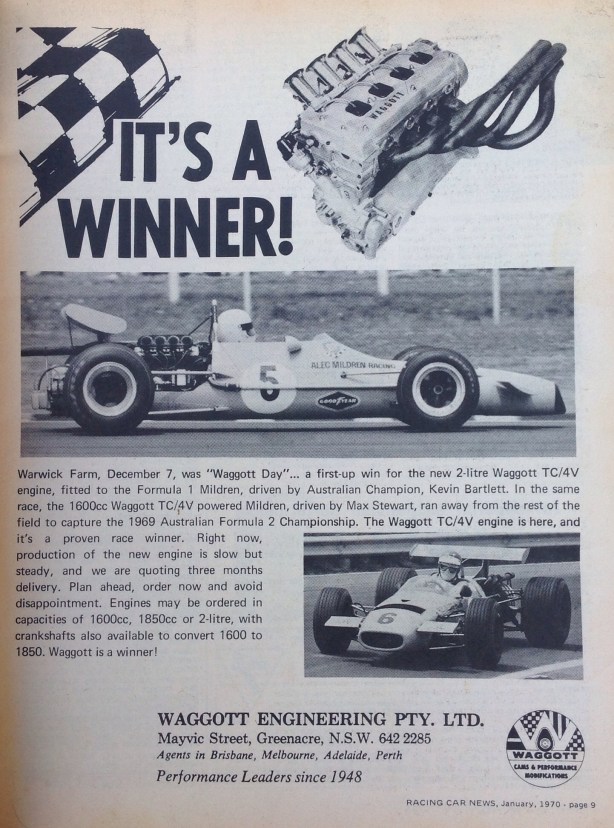 IT'S A
WINNER!
WAGGOTT
ALEC MILDREN RACING
5
GOODYEAR
Warwick Farm, December 7, was "Waggott Day"... a first-up win for the new 2-litre Waggott TC/4V
engine, fitted to the Formula 1 Mildren, driven by Australian Champion, Kevin Bartlett. In the same
race, the 1600cc Waggott TC/4V powered Mildren, driven by Max Stewart, ran away from the rest of the
field to capture the 1969 Australian Formula 2 Championship. The Waggott TC/4V engine is here, and
it's a proven race winner. Right now,
production of the new engine is slow but
steady, and we are quoting three months
delivery. Plan ahead, order now and avoid
disappointment. Engines may be ordered in
capacities of 1600cc, 1850cc or 2-litre, with
crankshafts also available to convert 1600 to
1850. Waggott is a winner!
6
WAGGOTT ENGINEERING PTY. LTD.
Mayvic Street, Greenacre, N.S.W. 642 2285
Agents in Brisbane, Melbourne, Adelaide, Perth
Performance Leaders since 1948
W
WAGGOTT
CAMS & PERFORMANCE
MODIFICATIONS
RACING CAR NEWS, January, 1970 - page 9